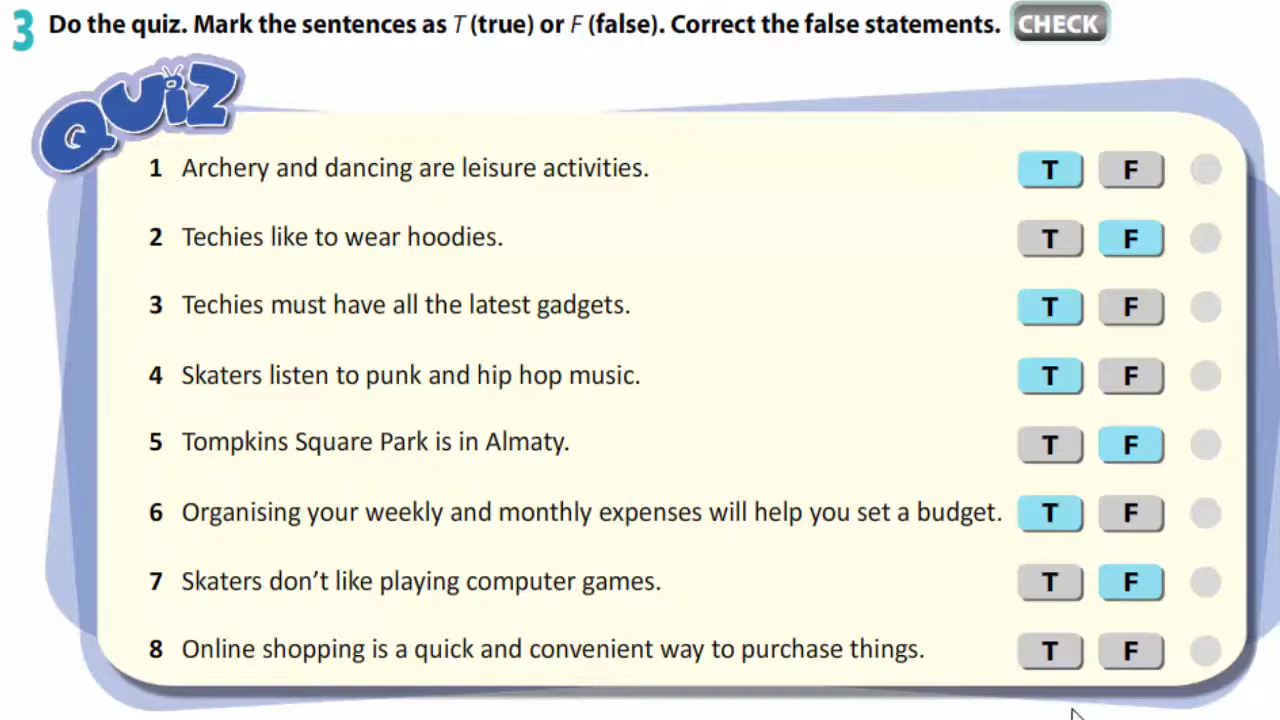 3 Do the quiz. Mark the sentences as T (true) or F (false). Correct the false statements. CHECK
QUIZ
1 Archery and dancing are leisure activities. T F
2 Techies like to wear hoodies. T F
3 Techies must have all the latest gadgets. T F
4 Skaters listen to punk and hip hop music. T F
5 Tompkins Square Park is in Almaty. T F
6 Organising your weekly and monthly expenses will help you set a budget. T F
7 Skaters don't like playing computer games. T F
8 Online shopping is a quick and convenient way to purchase things. T F